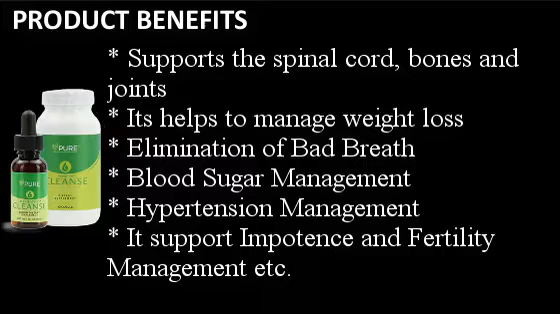 PRODUCT BENEFITS
* Supports the spinal cord, bones and
joints
* Its helps to manage weight loss
* Elimination of Bad Breath
* Blood Sugar Management
* Hypertension Management
* It support Impotence and Fertility
Management etc.
PURE
CLEANSE
PURE
CLEANSE